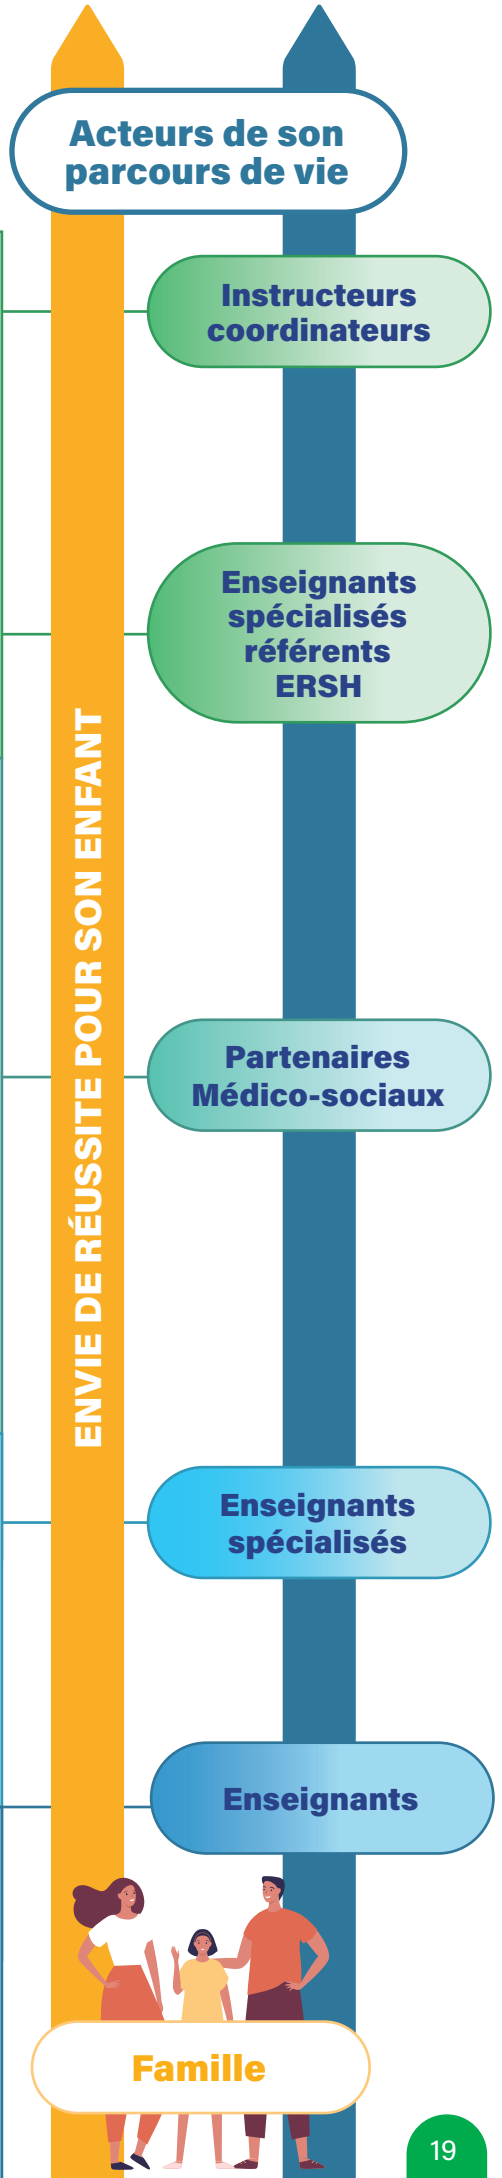 Acteurs de son
parcours de vie
Instructeurs
coordinateurs
Enseignants
spécialisés
référents
ERSH
ENVIE DE RÉUSSITE POUR SON ENFANT
Partenaires
Médico-sociaux
Enseignants
spécialisés
Enseignants
Famille
19